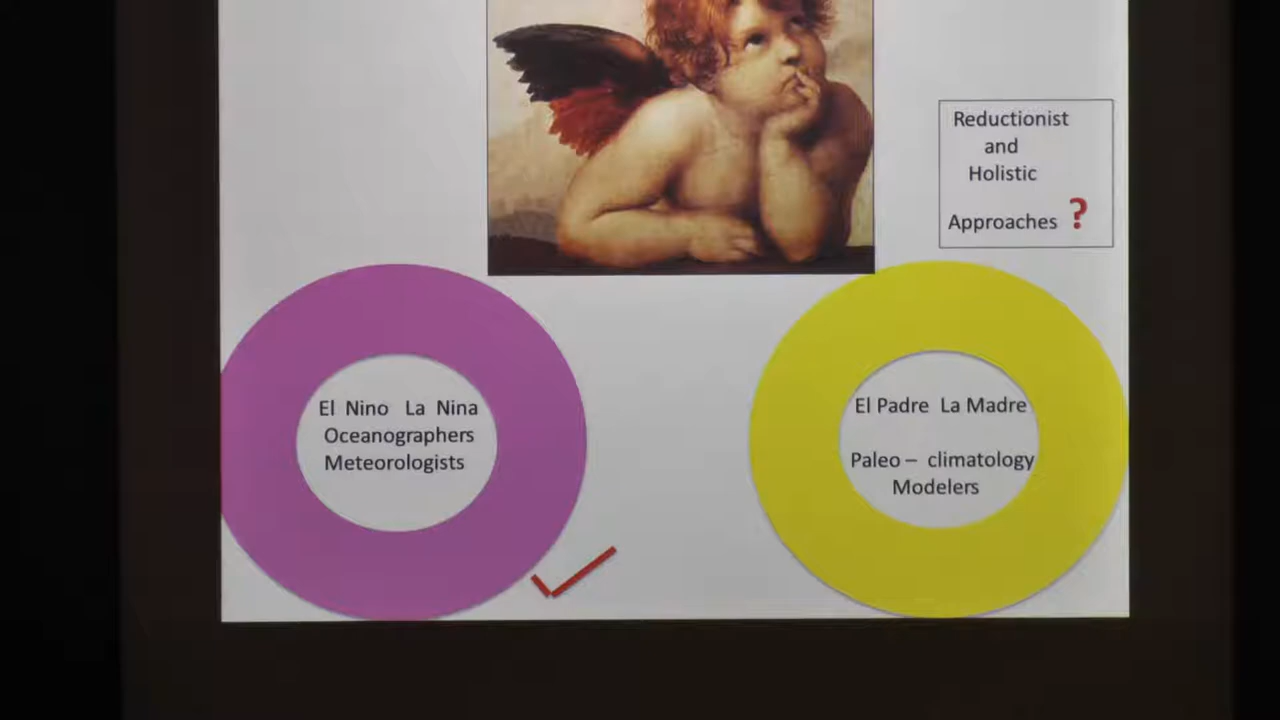 Reductionist
and
Holistic
Approaches ?
El Nino La Nina
Oceanographers
Meteorologists
El Padre La Madre
Paleo – climatology
Modelers